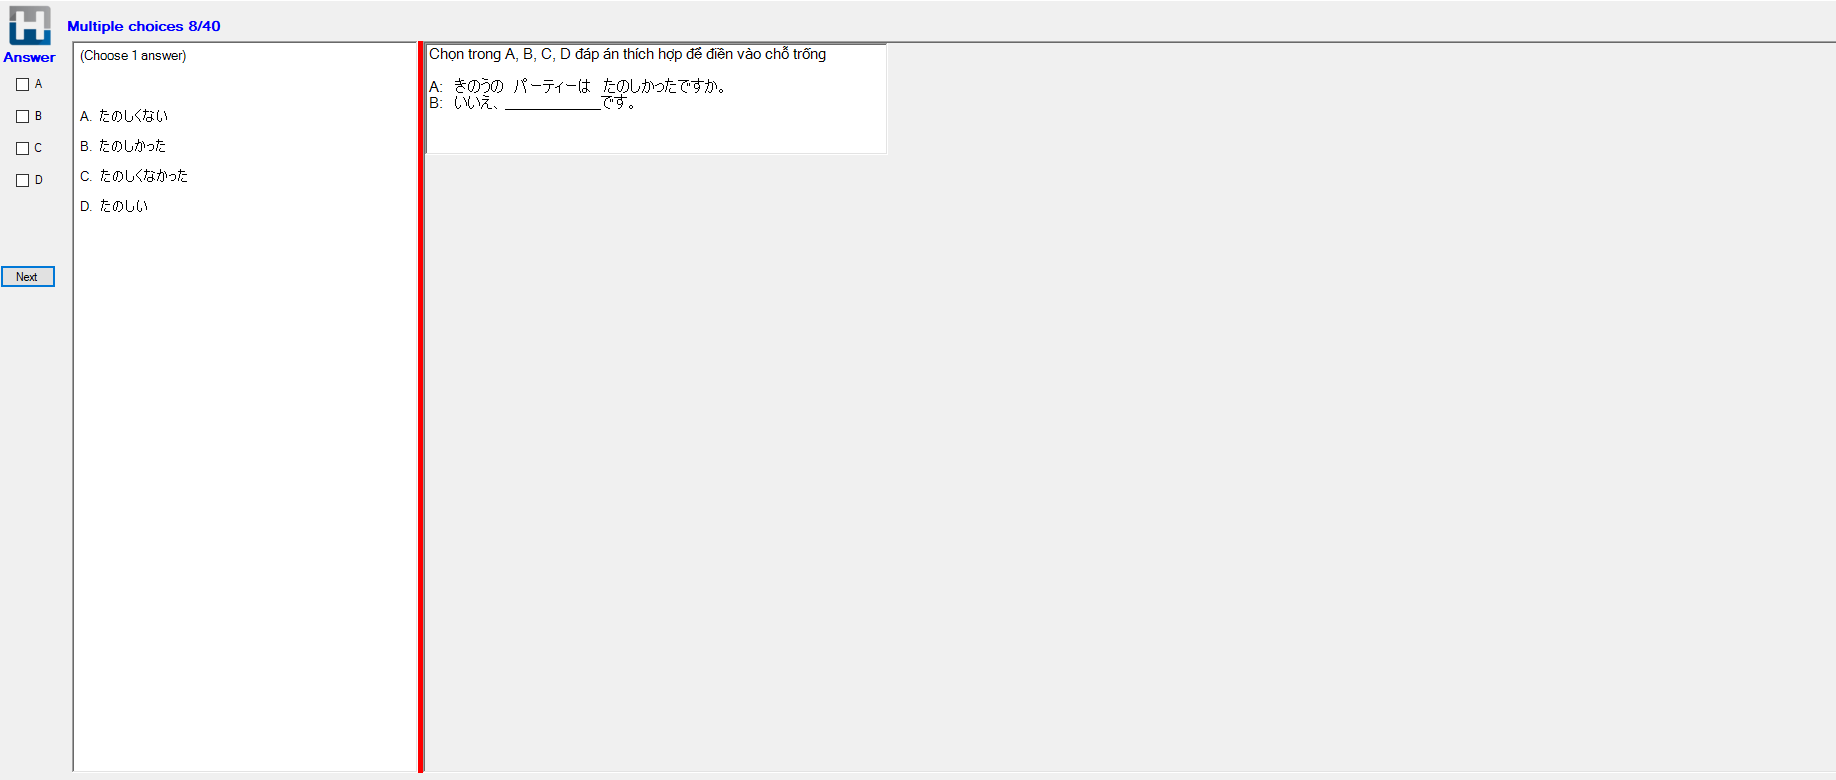 Multiple choices 8/40
Answer
A
B
C
D
Next
(Choose 1 answer)
A. たのしくない
B. たのしかった
C. たのしくなかった
D. たのしい
Chọn trong A, B, C, D đáp án thích hợp để điền vào chỗ trống
A: きのうの パーティーは たのしかったですか。
B: いいえ、____________です。